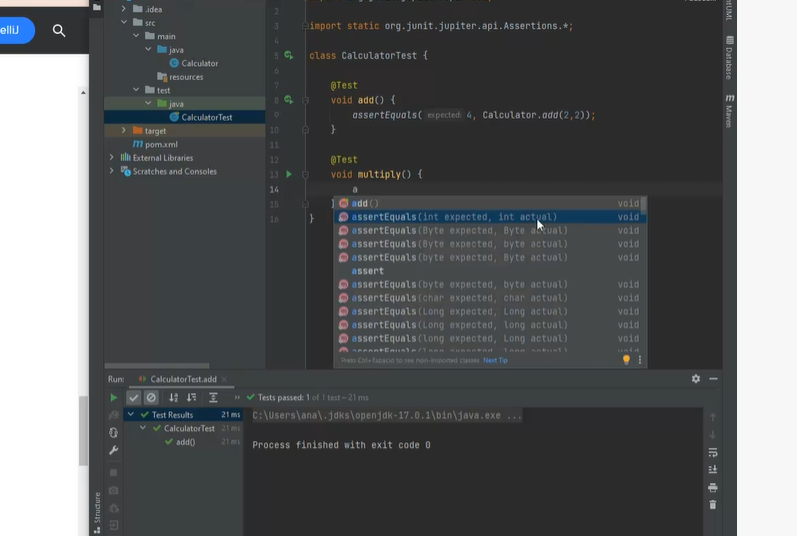 elliJ
.idea
src
main
java
Calculator
resources
test
java
CalculatorTest
target
pom.xml
External Libraries
Scratches and Consoles
2
3 import static org.junit.jupiter.api.Assertions.*;
4
5 class CalculatorTest {
6
7 @Test
8 void add() {
9 assertEquals( expected: 4, Calculator.add(2,2));
10 }
11
12 @Test
13 void multiply() {
14 a
15 }
16 }
add() void
assertEquals(int expected, int actual) void
assertEquals(Byte expected, Byte actual) void
assertEquals(Byte expected, byte actual) void
assertEquals(byte expected, Byte actual) void
assert
assertEquals(byte expected, byte actual) void
assertEquals(char expected, char actual) void
assertEquals(Long expected, Long actual) void
assertEquals(Long expected, long actual) void
assertEquals(long expected, Long actual) void
Press Ctrl+Espacio to see non-imported classes Next Tip
Database
m Maven
Run: CalculatorTest.add
Tests passed: 1 of 1 test – 21 ms
Test Results 21 ms
CalculatorTest 21 ms
add() 21 ms
C:\Users\ana\.jdks\openjdk-17.0.1\bin\java.exe ...
Process finished with exit code 0
Structure